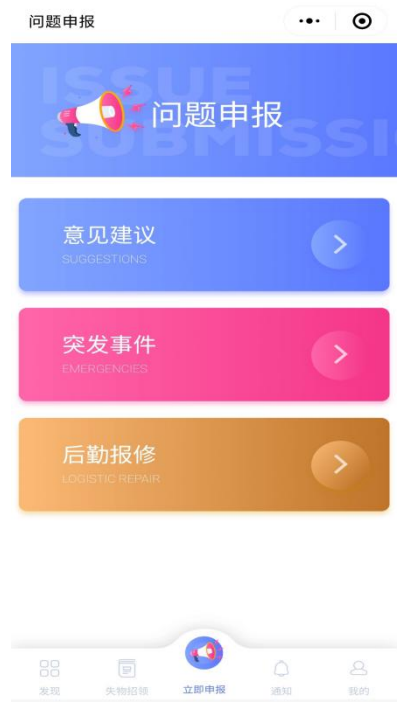 问题申报
ISSUE
SUBMISSI
问题申报
意见建议
SUGGESTIONS
突发事件
EMERGENCIES
后勤报修
LOGISTIC REPAIR
发现 失物招领 立即申报 通知 我的